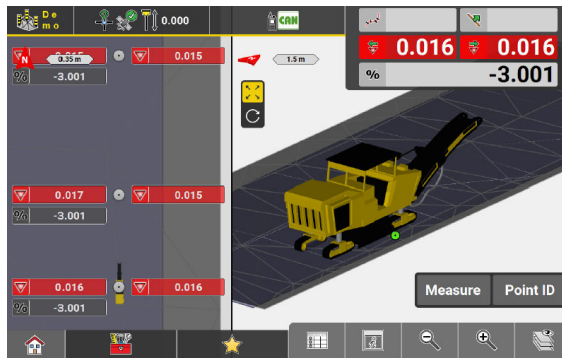 De
mo
0.000
CAN
0.016 0.016
% -3.001
N
0.35 m
0.015
% -3.001
1.5 m
0.017 0.015
% -3.001
0.016 0.016
% -3.001
Measure Point ID